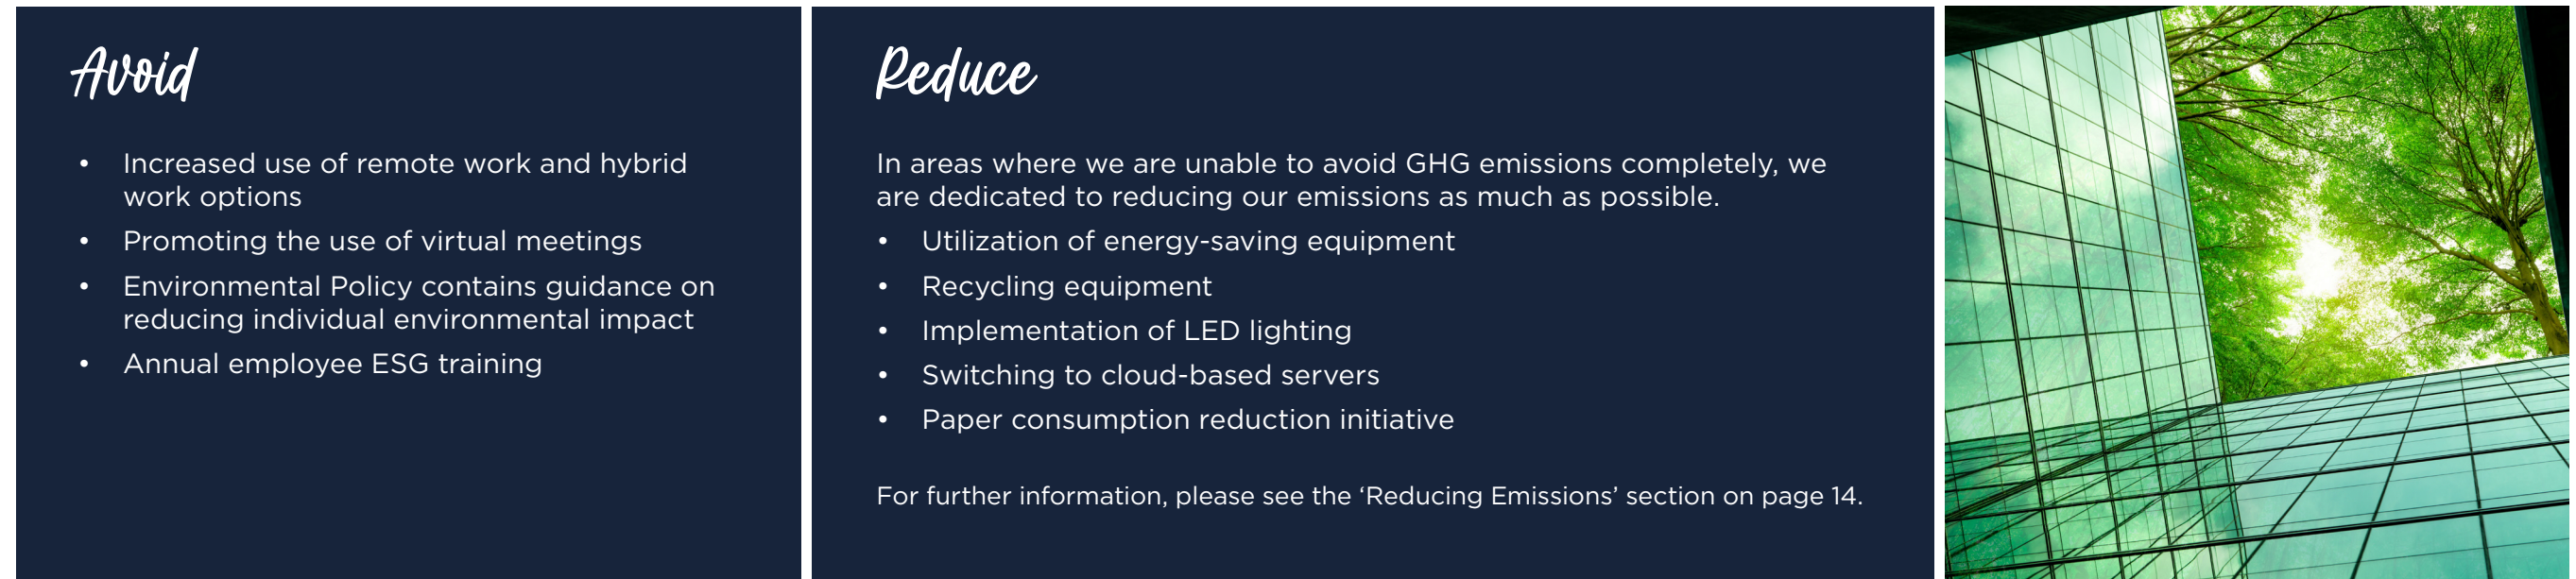 Avoid
• Increased use of remote work and hybrid
work options
• Promoting the use of virtual meetings
• Environmental Policy contains guidance on
reducing individual environmental impact
• Annual employee ESG training
Reduce
In areas where we are unable to avoid GHG emissions completely, we
are dedicated to reducing our emissions as much as possible.
• Utilization of energy-saving equipment
• Recycling equipment
• Implementation of LED lighting
• Switching to cloud-based servers
• Paper consumption reduction initiative
For further information, please see the ‘Reducing Emissions’ section on page 14.